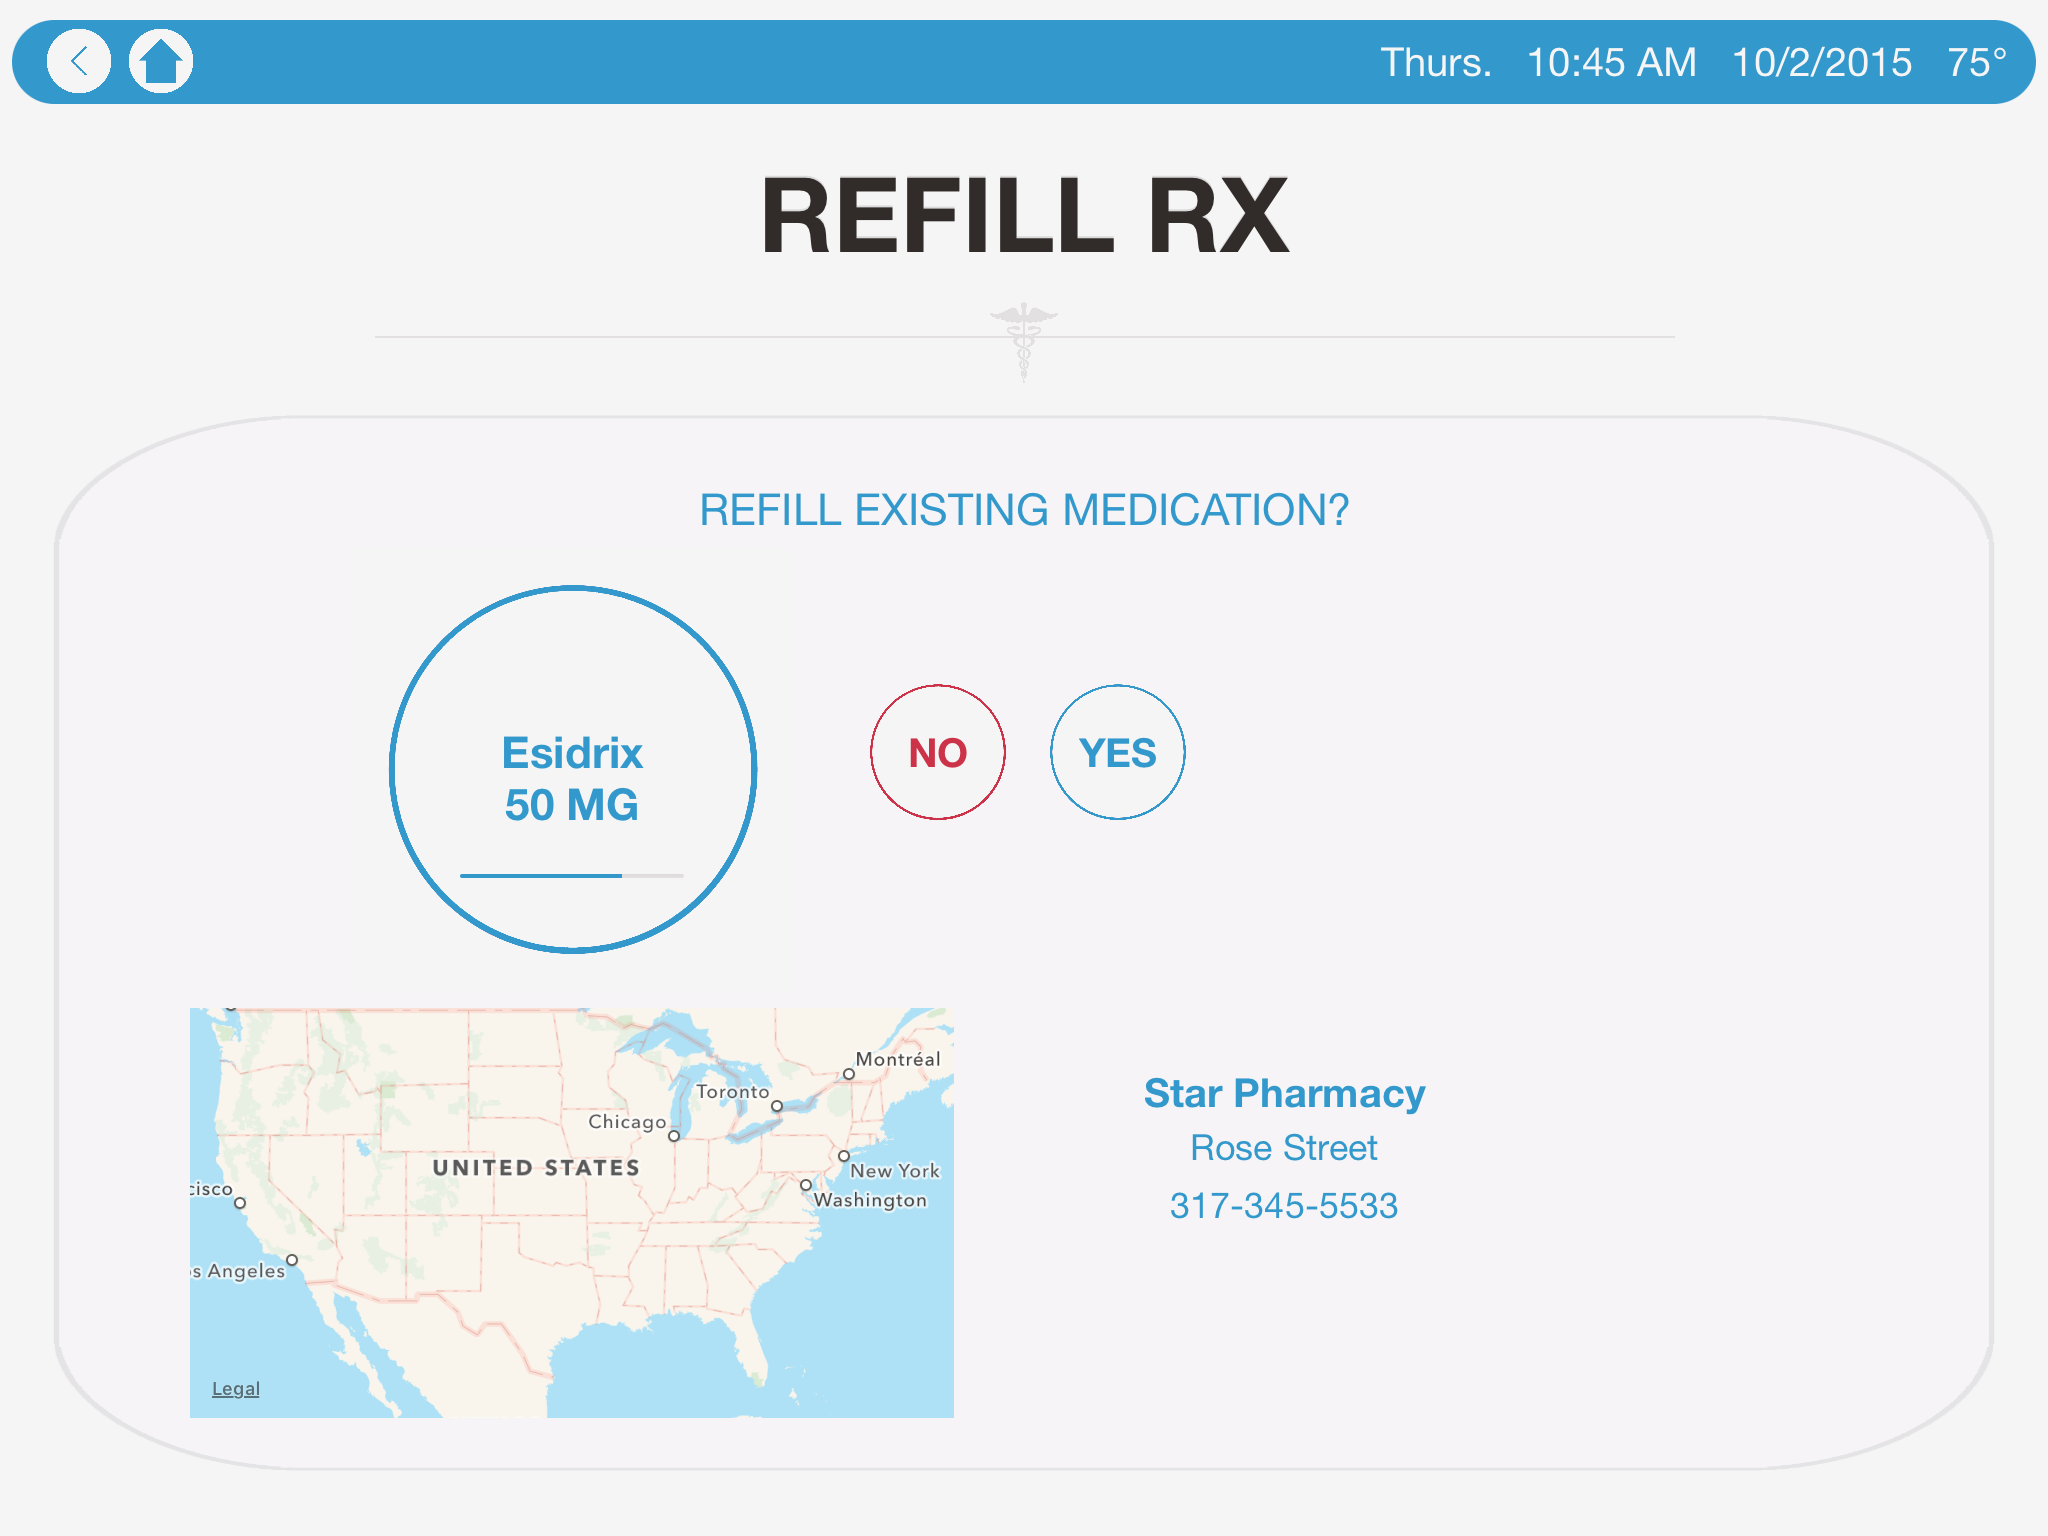 Thurs. 10:45 AM 10/2/2015 75°
REFILL RX
REFILL EXISTING MEDICATION?
Esidrix
50 MG
NO YES
Montréal
Toronto
Chicago
UNITED STATES
New York
cisco
Washington
s Angeles
Legal
Star Pharmacy
Rose Street
317-345-5533